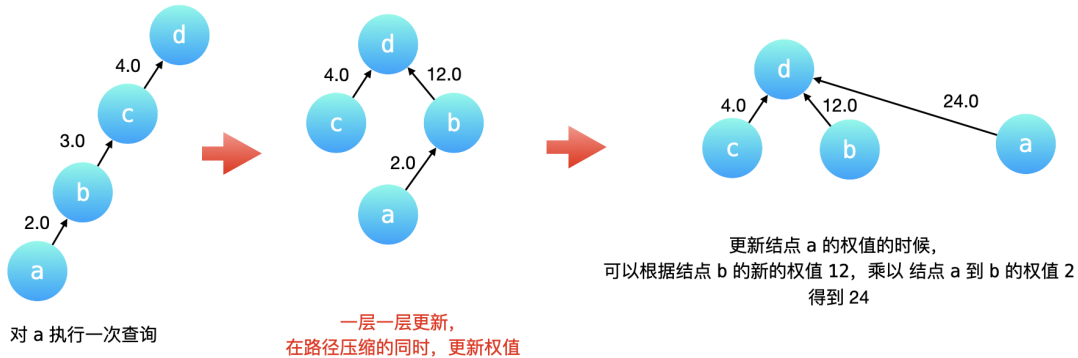 d
4.0
c
3.0
b
2.0
a
对 a 执行一次查询
d
4.0
12.0
c
b
2.0
a
一层一层更新，
在路径压缩的同时，更新权值
d
4.0
12.0
24.0
c
b
a
更新结点 a 的权值的时候，
可以根据结点 b 的新的权值 12，乘以 结点 a 到 b 的权值 2
得到 24